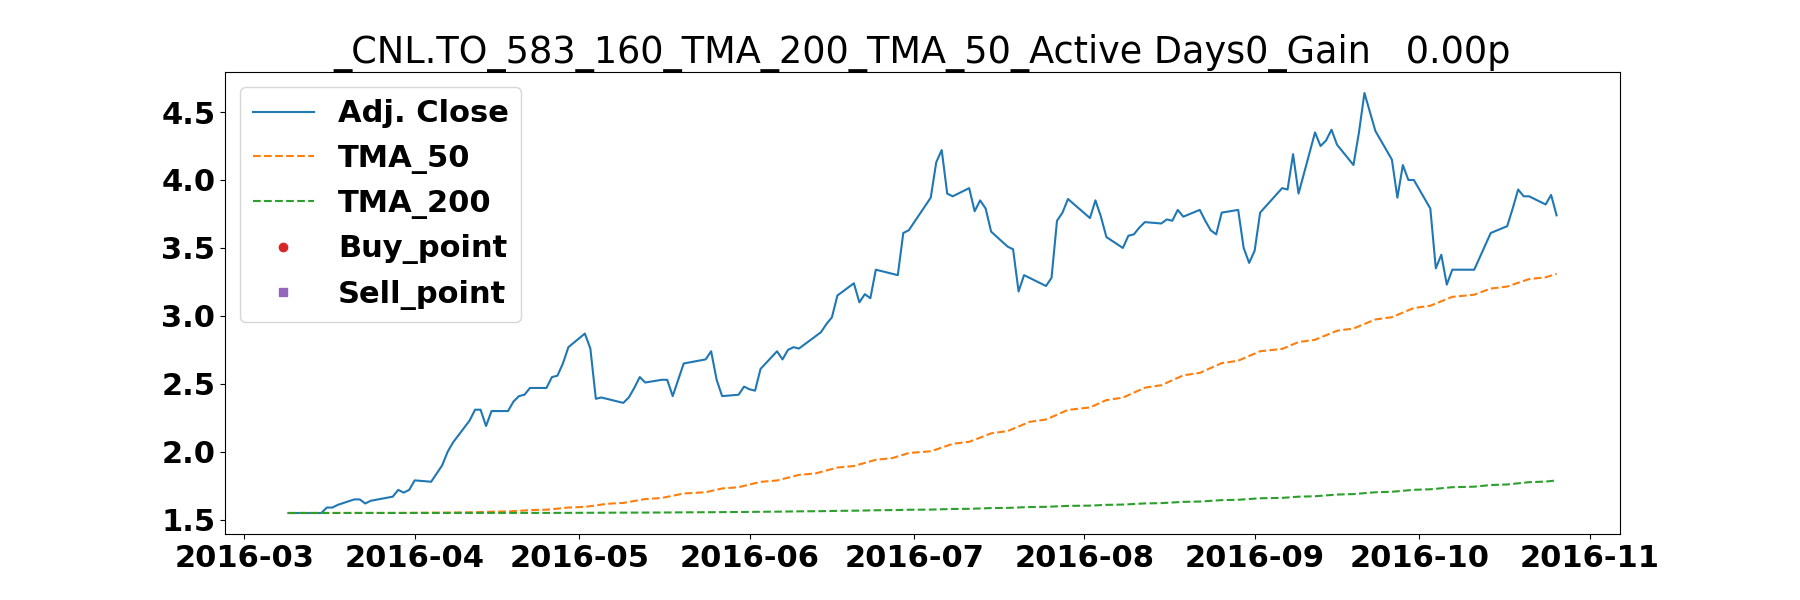 _CNL.TO_583_160_TMA_200_TMA_50_Active Days0_Gain   0.00p
Adj. Close
TMA_50
TMA_200
Buy_point
Sell_point
4.5
4.0
3.5
3.0
2.5
2.0
1.5
2016-03 2016-04 2016-05 2016-06 2016-07 2016-08 2016-09 2016-10 2016-11